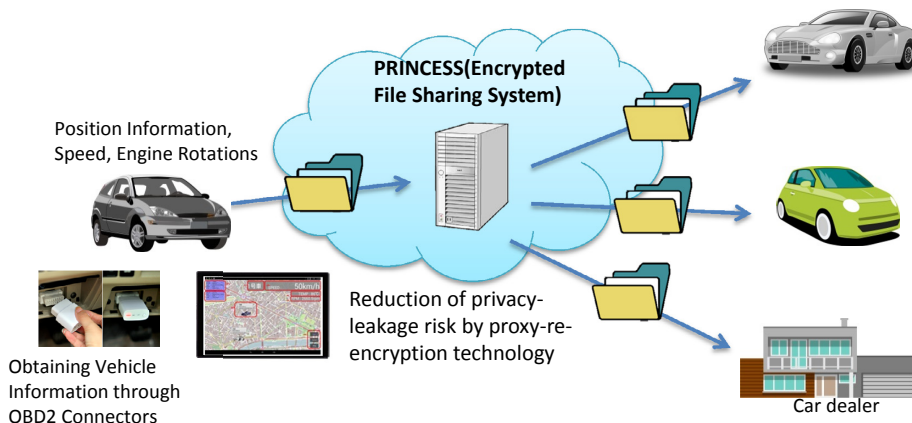 PRINCESS(Encrypted
File Sharing System)
Position Information,
Speed, Engine Rotations
50km/h
Reduction of privacy-
leakage risk by proxy-re-
encryption technology
Obtaining Vehicle
Information through
OBD2 Connectors
Car dealer